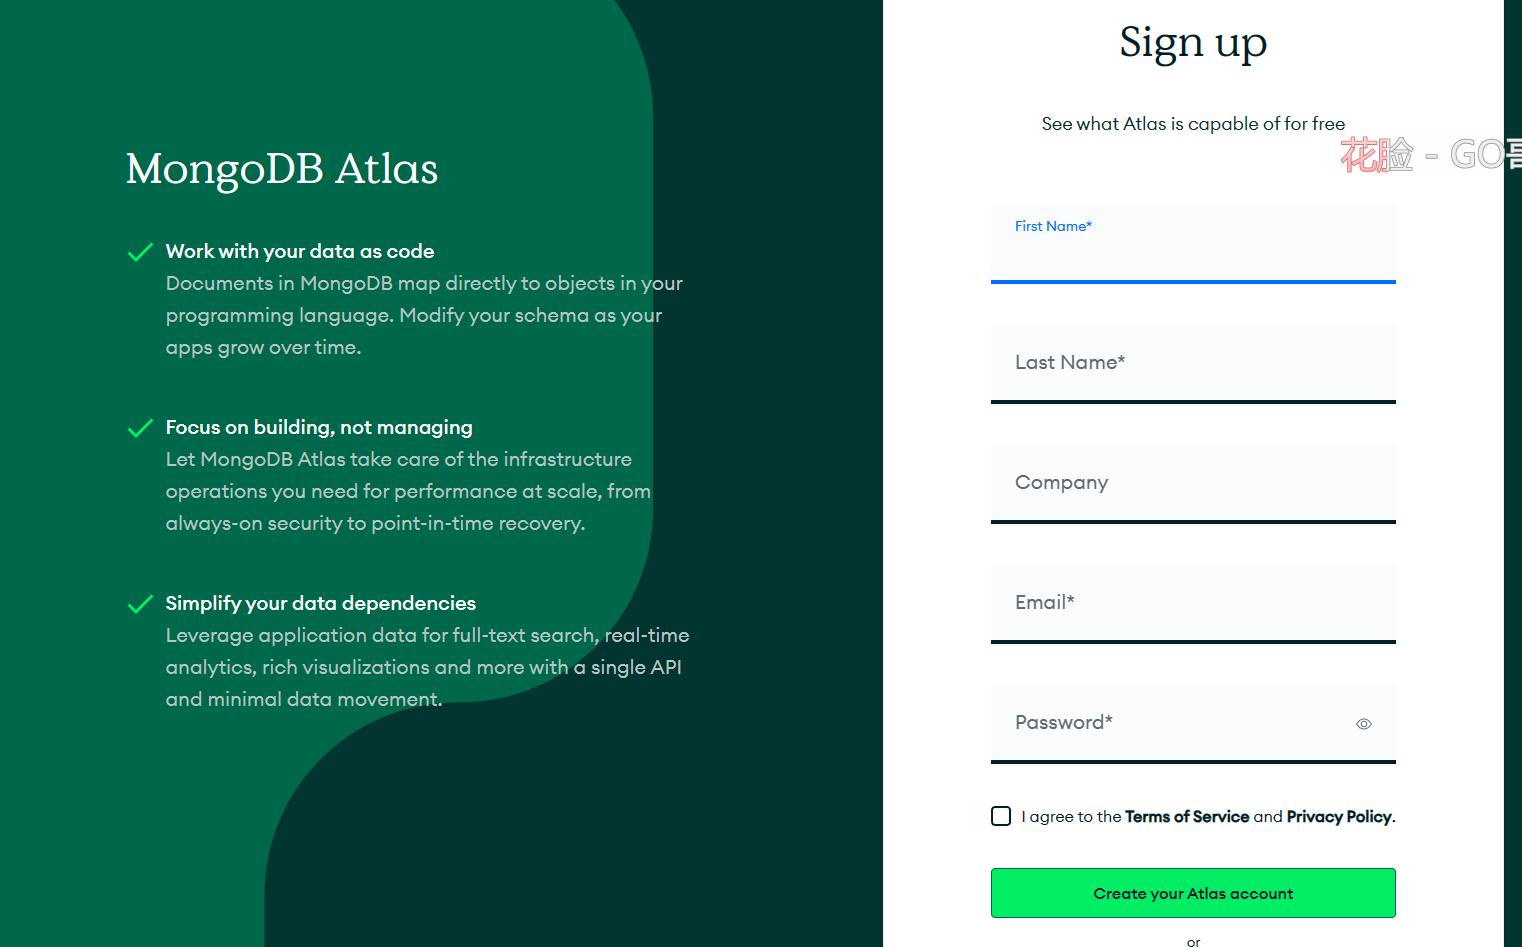 MongoDB Atlas
Work with your data as code
Documents in MongoDB map directly to objects in your
programming language. Modify your schema as your
apps grow over time.
Focus on building, not managing
Let MongoDB Atlas take care of the infrastructure
operations you need for performance at scale, from
always-on security to point-in-time recovery.
Simplify your data dependencies
Leverage application data for full-text search, real-time
analytics, rich visualizations and more with a single API
and minimal data movement.
Sign up
See what Atlas is capable of for free
花脸 - GO哥
First Name*
Last Name*
Company
Email*
Password*
I agree to the Terms of Service and Privacy Policy.
Create your Atlas account
or